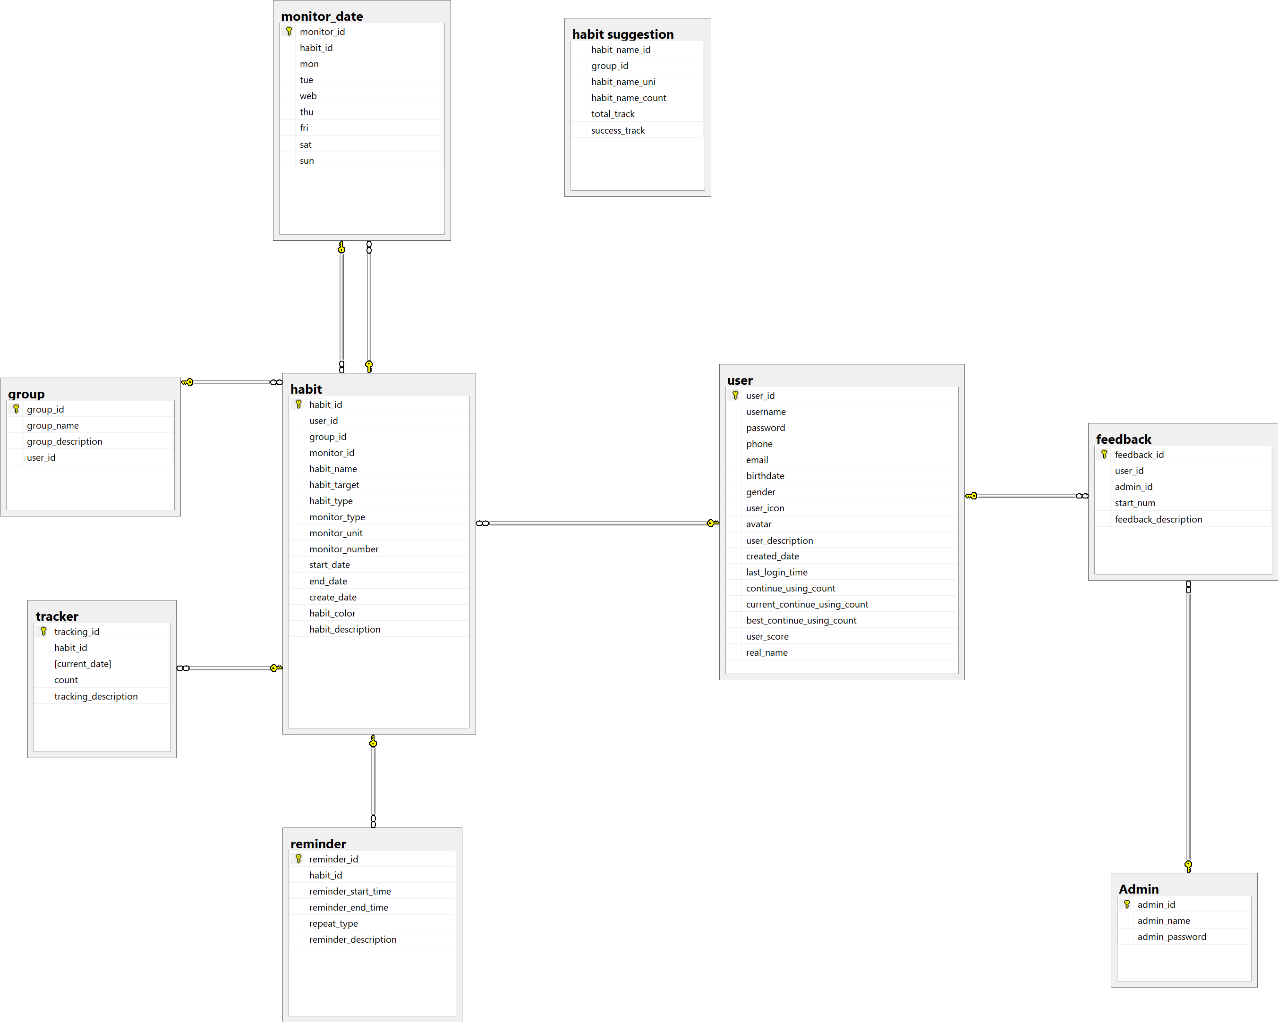 monitor_date
monitor_id
habit_id
mon
tue
web
thu
fri
sat
sun
habit suggestion
habit_name_id
group_id
habit_name_uni
habit_name_count
total_track
success_track
group
group_id
group_name
group_description
user_id
habit
habit_id
user_id
group_id
monitor_id
habit_name
habit_target
habit_type
monitor_type
monitor_unit
monitor_number
start_date
end_date
create_date
habit_color
habit_description
user
user_id
username
password
phone
email
birthdate
gender
user_icon
avatar
user_description
created_date
last_login_time
continue_using_count
current_continue_using_count
best_continue_using_count
user_score
real_name
feedback
feedback_id
user_id
admin_id
start_num
feedback_description
tracker
tracking_id
habit_id
[current_date]
count
tracking_description
reminder
reminder_id
habit_id
reminder_start_time
reminder_end_time
repeat_type
reminder_description
Admin
admin_id
admin_name
admin_password